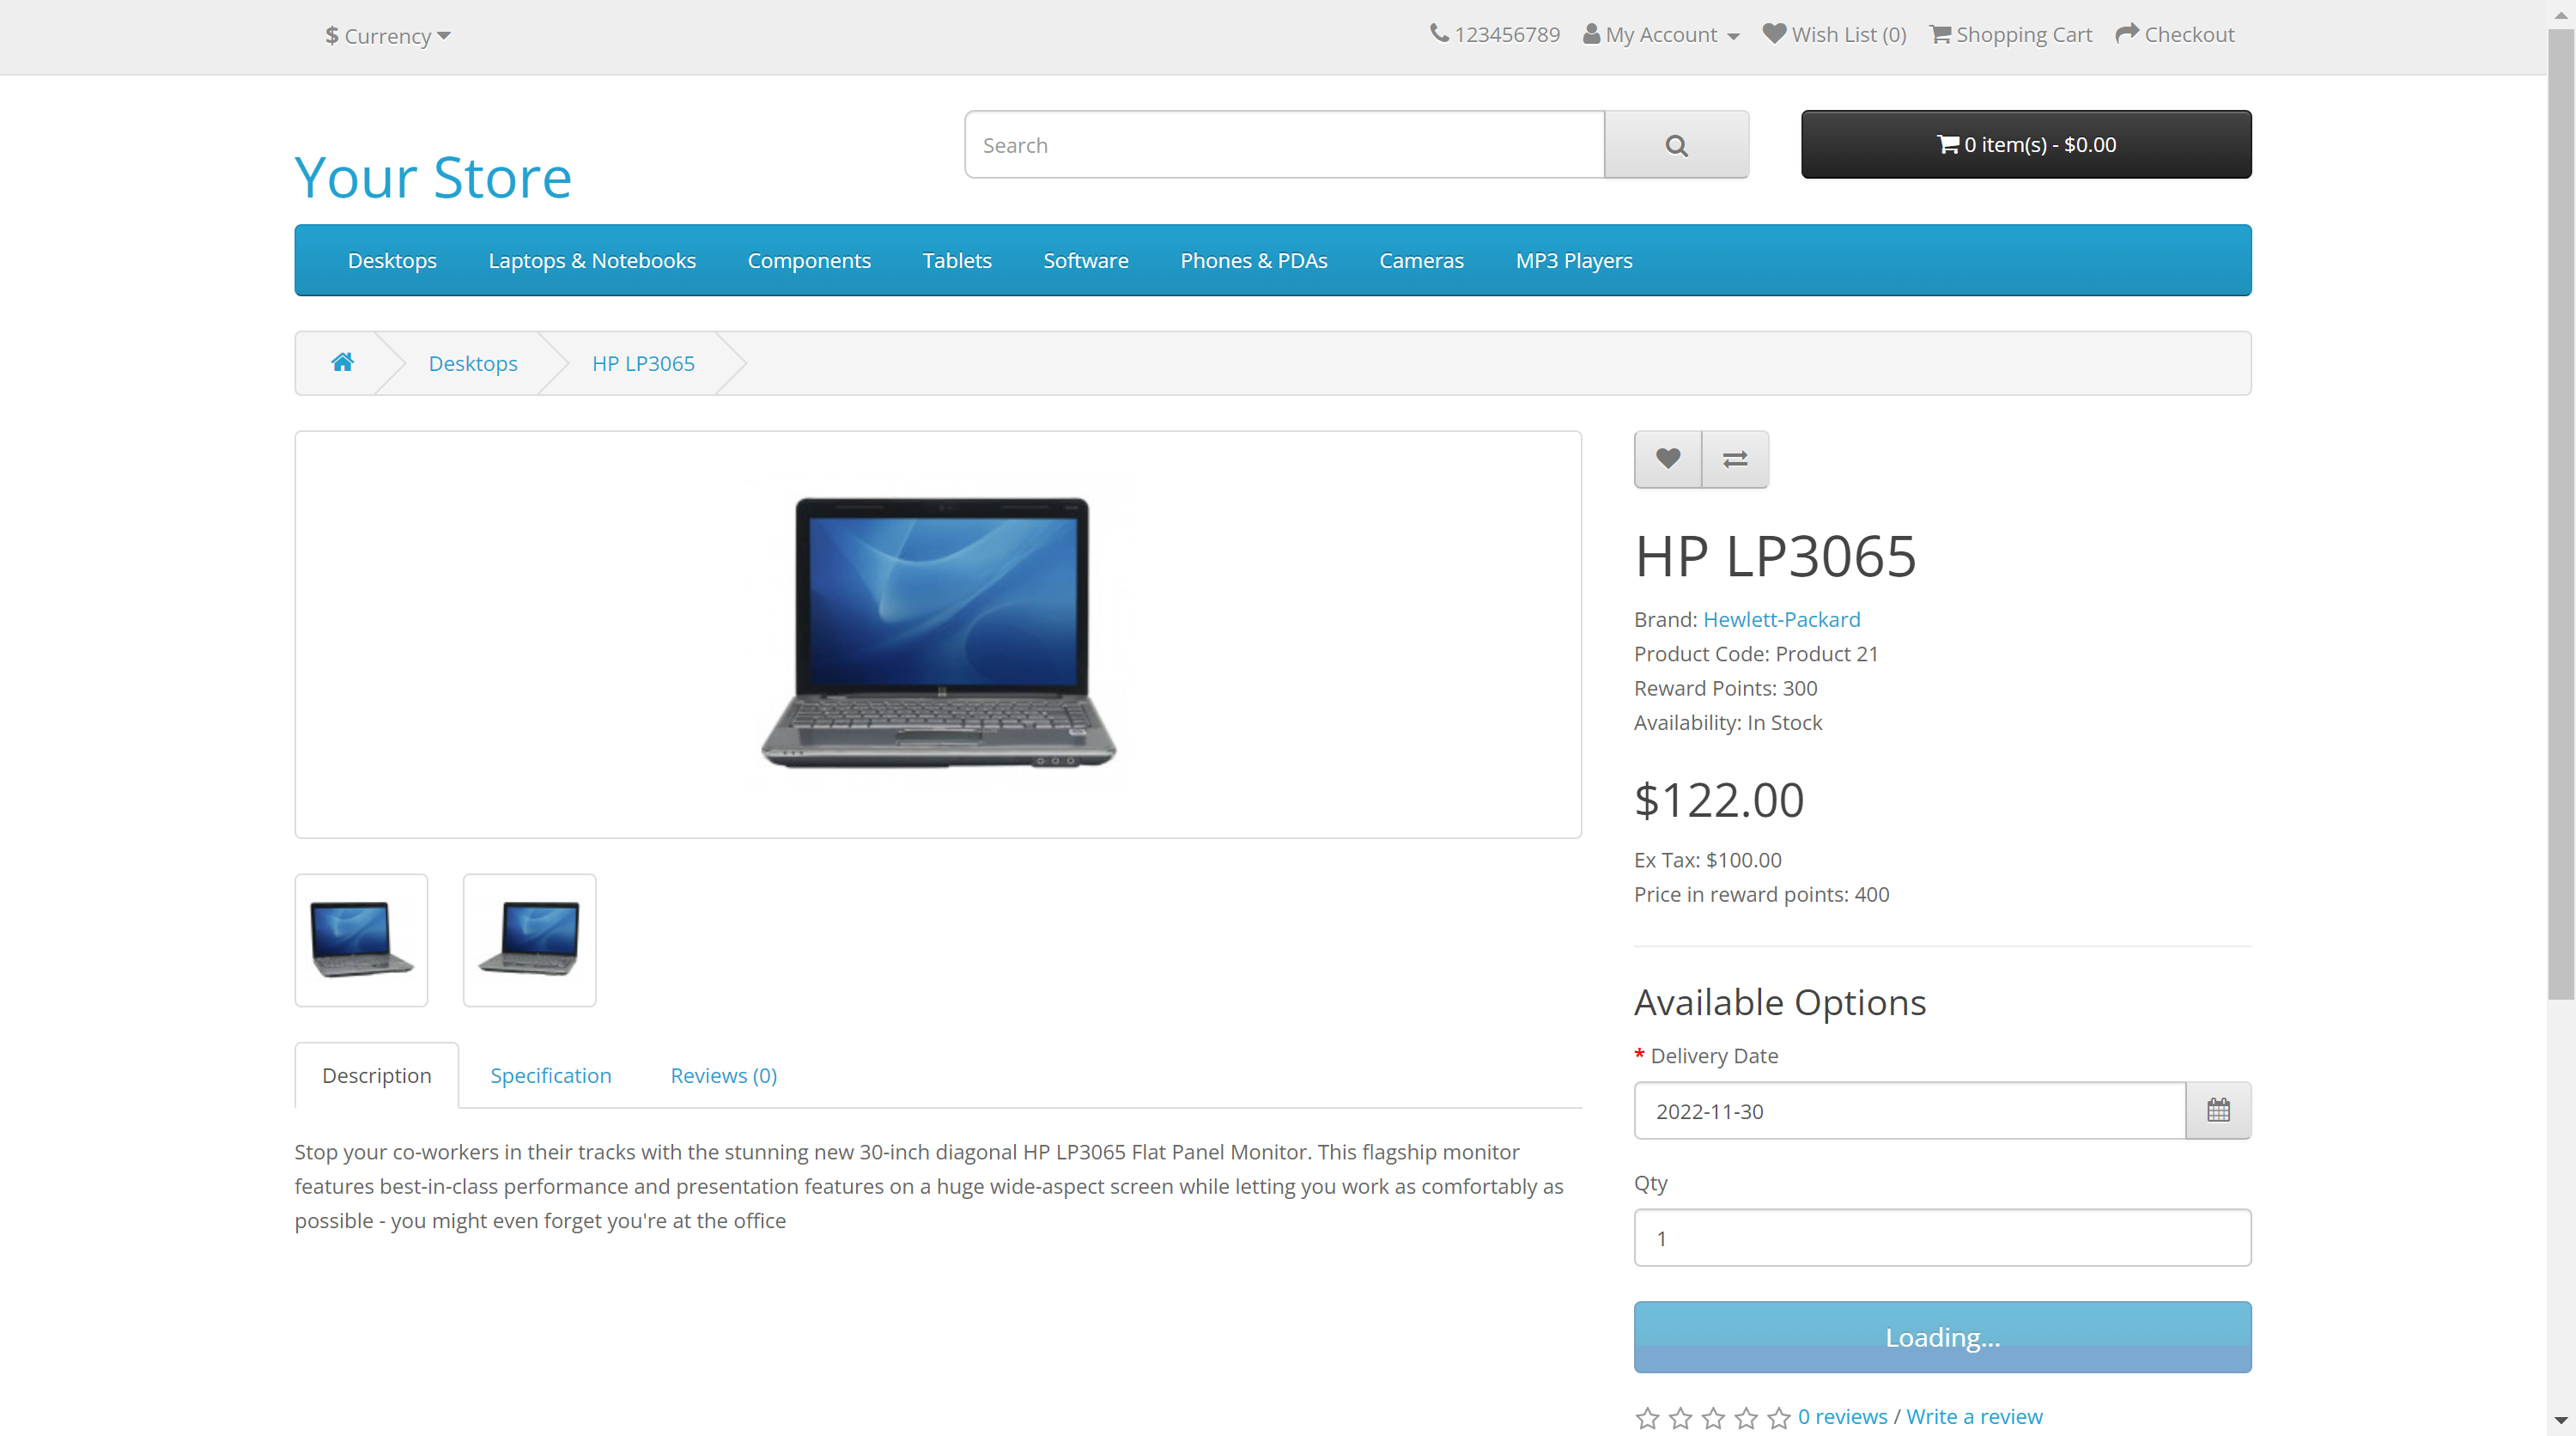 $ Currency
123456789 My Account Wish List (0) Shopping Cart Checkout
Your Store
Search
0 item(s) - $0.00
Desktops Laptops & Notebooks Components Tablets Software Phones & PDAs Cameras MP3 Players
Desktops HP LP3065
HP LP3065
Brand: Hewlett-Packard
Product Code: Product 21
Reward Points: 300
Availability: In Stock
$122.00
Ex Tax: $100.00
Price in reward points: 400
Available Options
* Delivery Date
2022-11-30
Qty
1
Loading...
0 reviews / Write a review
Description Specification Reviews (0)
Stop your co-workers in their tracks with the stunning new 30-inch diagonal HP LP3065 Flat Panel Monitor. This flagship monitor
features best-in-class performance and presentation features on a huge wide-aspect screen while letting you work as comfortably as
possible - you might even forget you're at the office